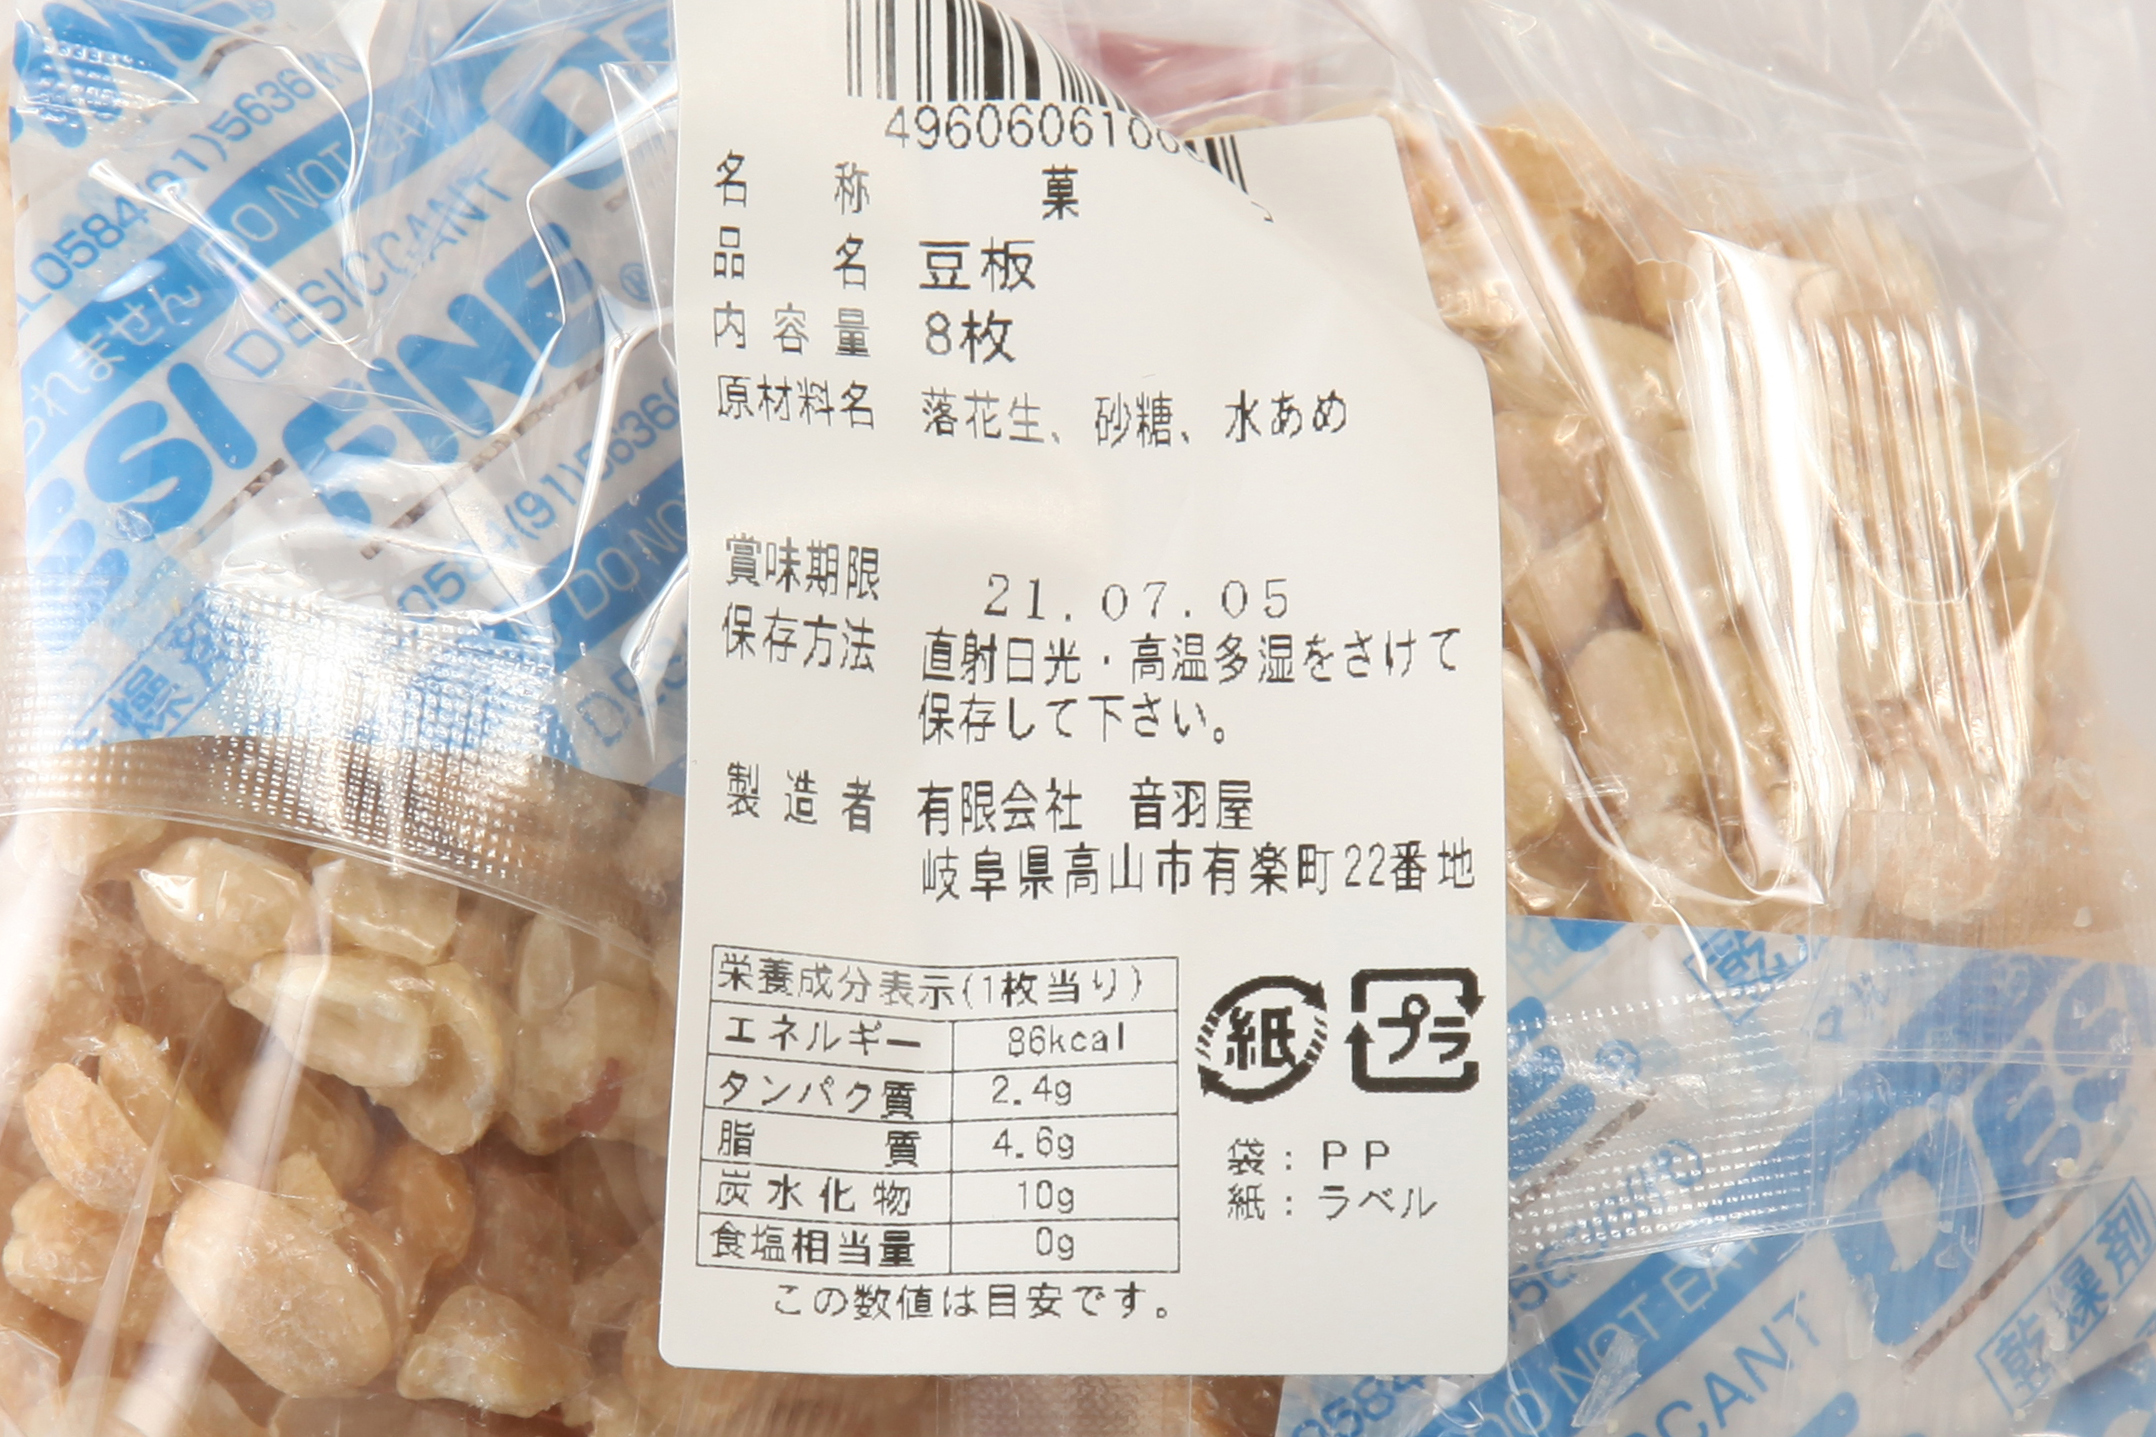 4960606100
名称 菓
品名 豆板
内容量 8枚
原材料名 落花生、砂糖、水あめ
賞味期限 21.07.05
保存方法 直射日光・高温多湿をさけて
保存して下さい。
製造者 有限会社 音羽屋
岐阜県高山市有楽町22番地
栄養成分表示(1枚当り)
エネルギー 86kcal
タンパク質 2.4g
脂質 4.6g
炭水化物 10g
食塩相当量 0g
この数値は目安です。
紙
プラ
袋:PP
紙:ラベル
DO NOT EAT
DESICCANT
FINE
乾燥剤